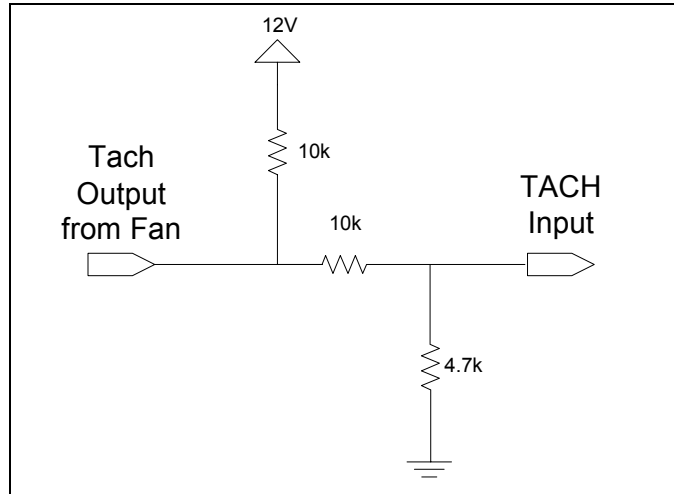 12V
10k
Tach
Output
from Fan
10k
TACH
Input
4.7k